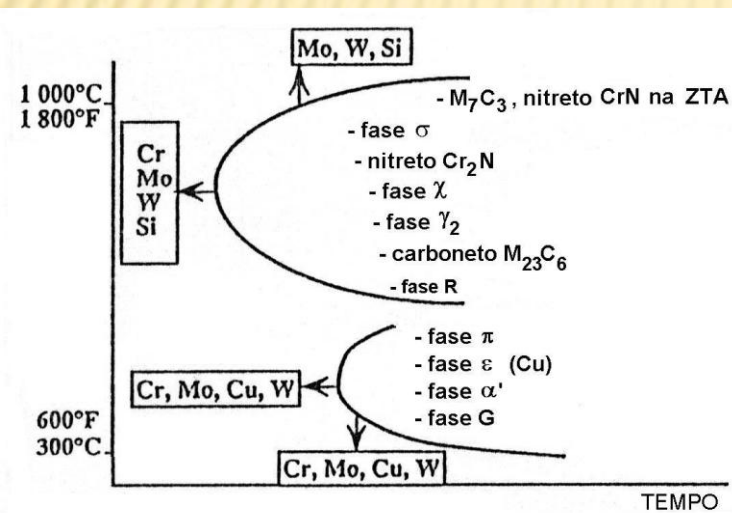 Mo, W, Si
1 000°C
1 800°F
- M₇C₃, nitreto CrN na ZTA
- fase σ
- nitreto Cr₂N
- fase χ
- fase γ₂
- carboneto M₂₃C₆
- fase R
Cr
Mo
W
Si
- fase π
- fase ε (Cu)
- fase α'
- fase G
Cr, Mo, Cu, W
600°F
300°C
Cr, Mo, Cu, W
TEMPO